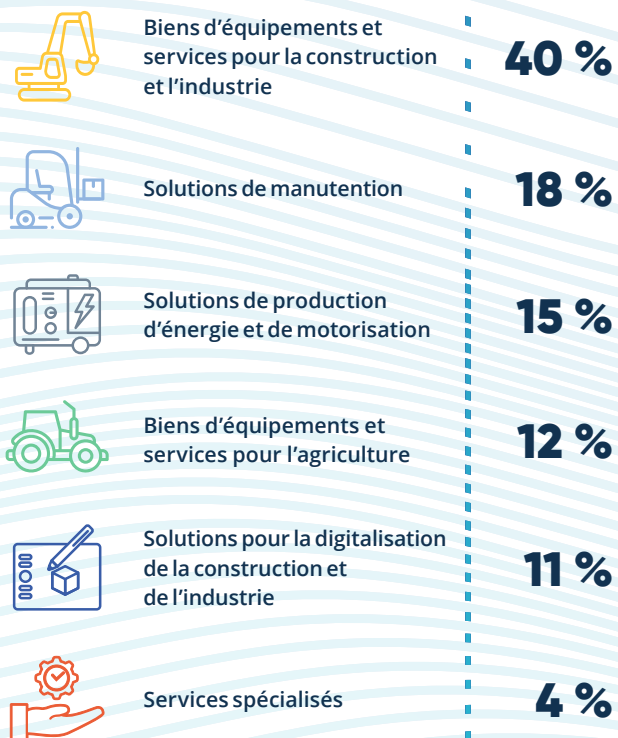 Biens d’équipements et
services pour la construction
et l’industrie
40 %
Solutions de manutention
18 %
Solutions de production
d’énergie et de motorisation
15 %
Biens d’équipements et
services pour l’agriculture
12 %
Solutions pour la digitalisation
de la construction et
de l’industrie
11 %
Services spécialisés
4 %